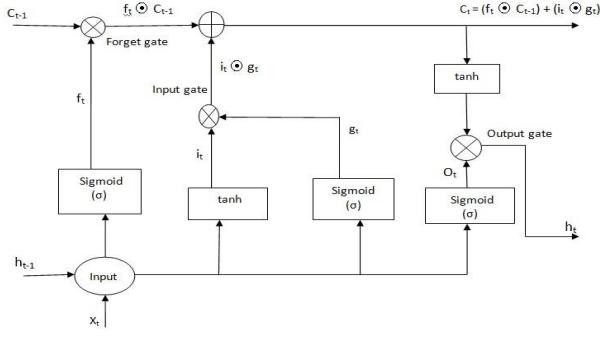 Cₜ₋₁
fₜ ⊙ Cₜ₋₁
Cₜ = (fₜ ⊙ Cₜ₋₁) + (iₜ ⊙ gₜ)
Forget gate
iₜ ⊙ gₜ
tanh
Input gate
fₜ
gₜ
Output gate
iₜ
Oₜ
Sigmoid
(σ)
tanh
Sigmoid
(σ)
Sigmoid
(σ)
hₜ
hₜ₋₁
Input
Xₜ